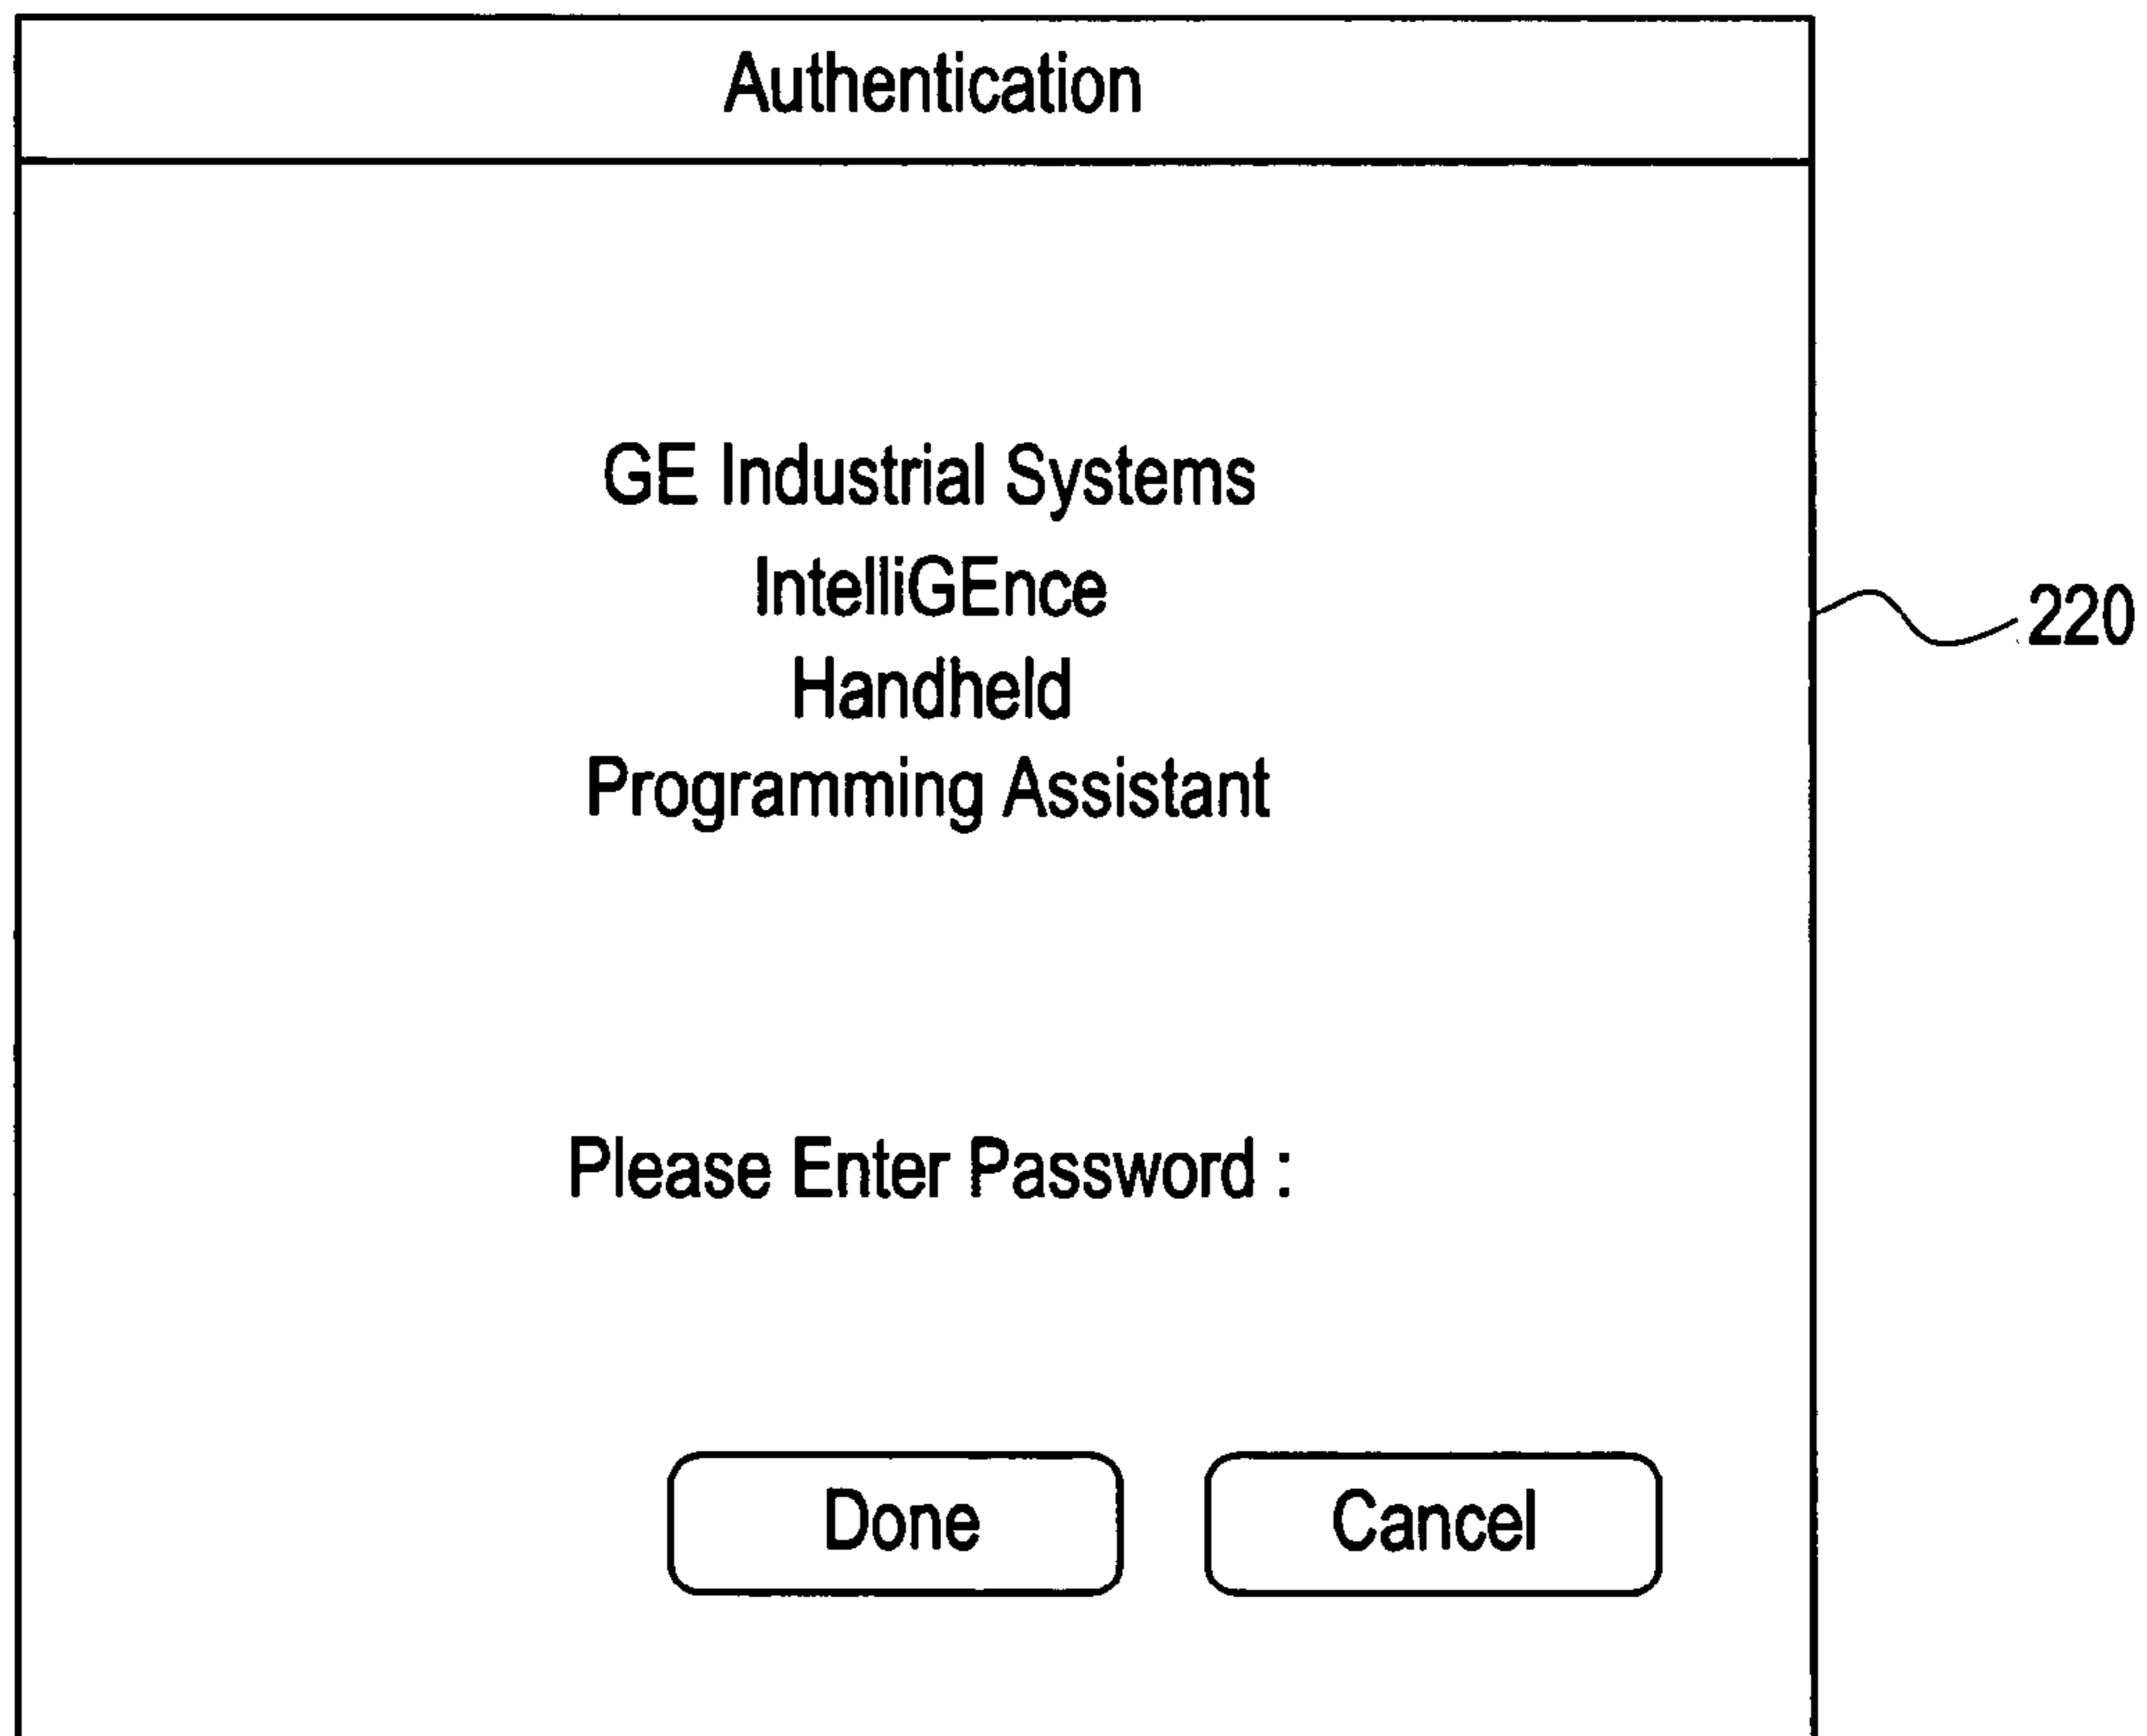 Authentication
GE Industrial Systems
IntelliGEnce
220
Handheld
Programming Assistant
Please Enter Password :
Done Cancel